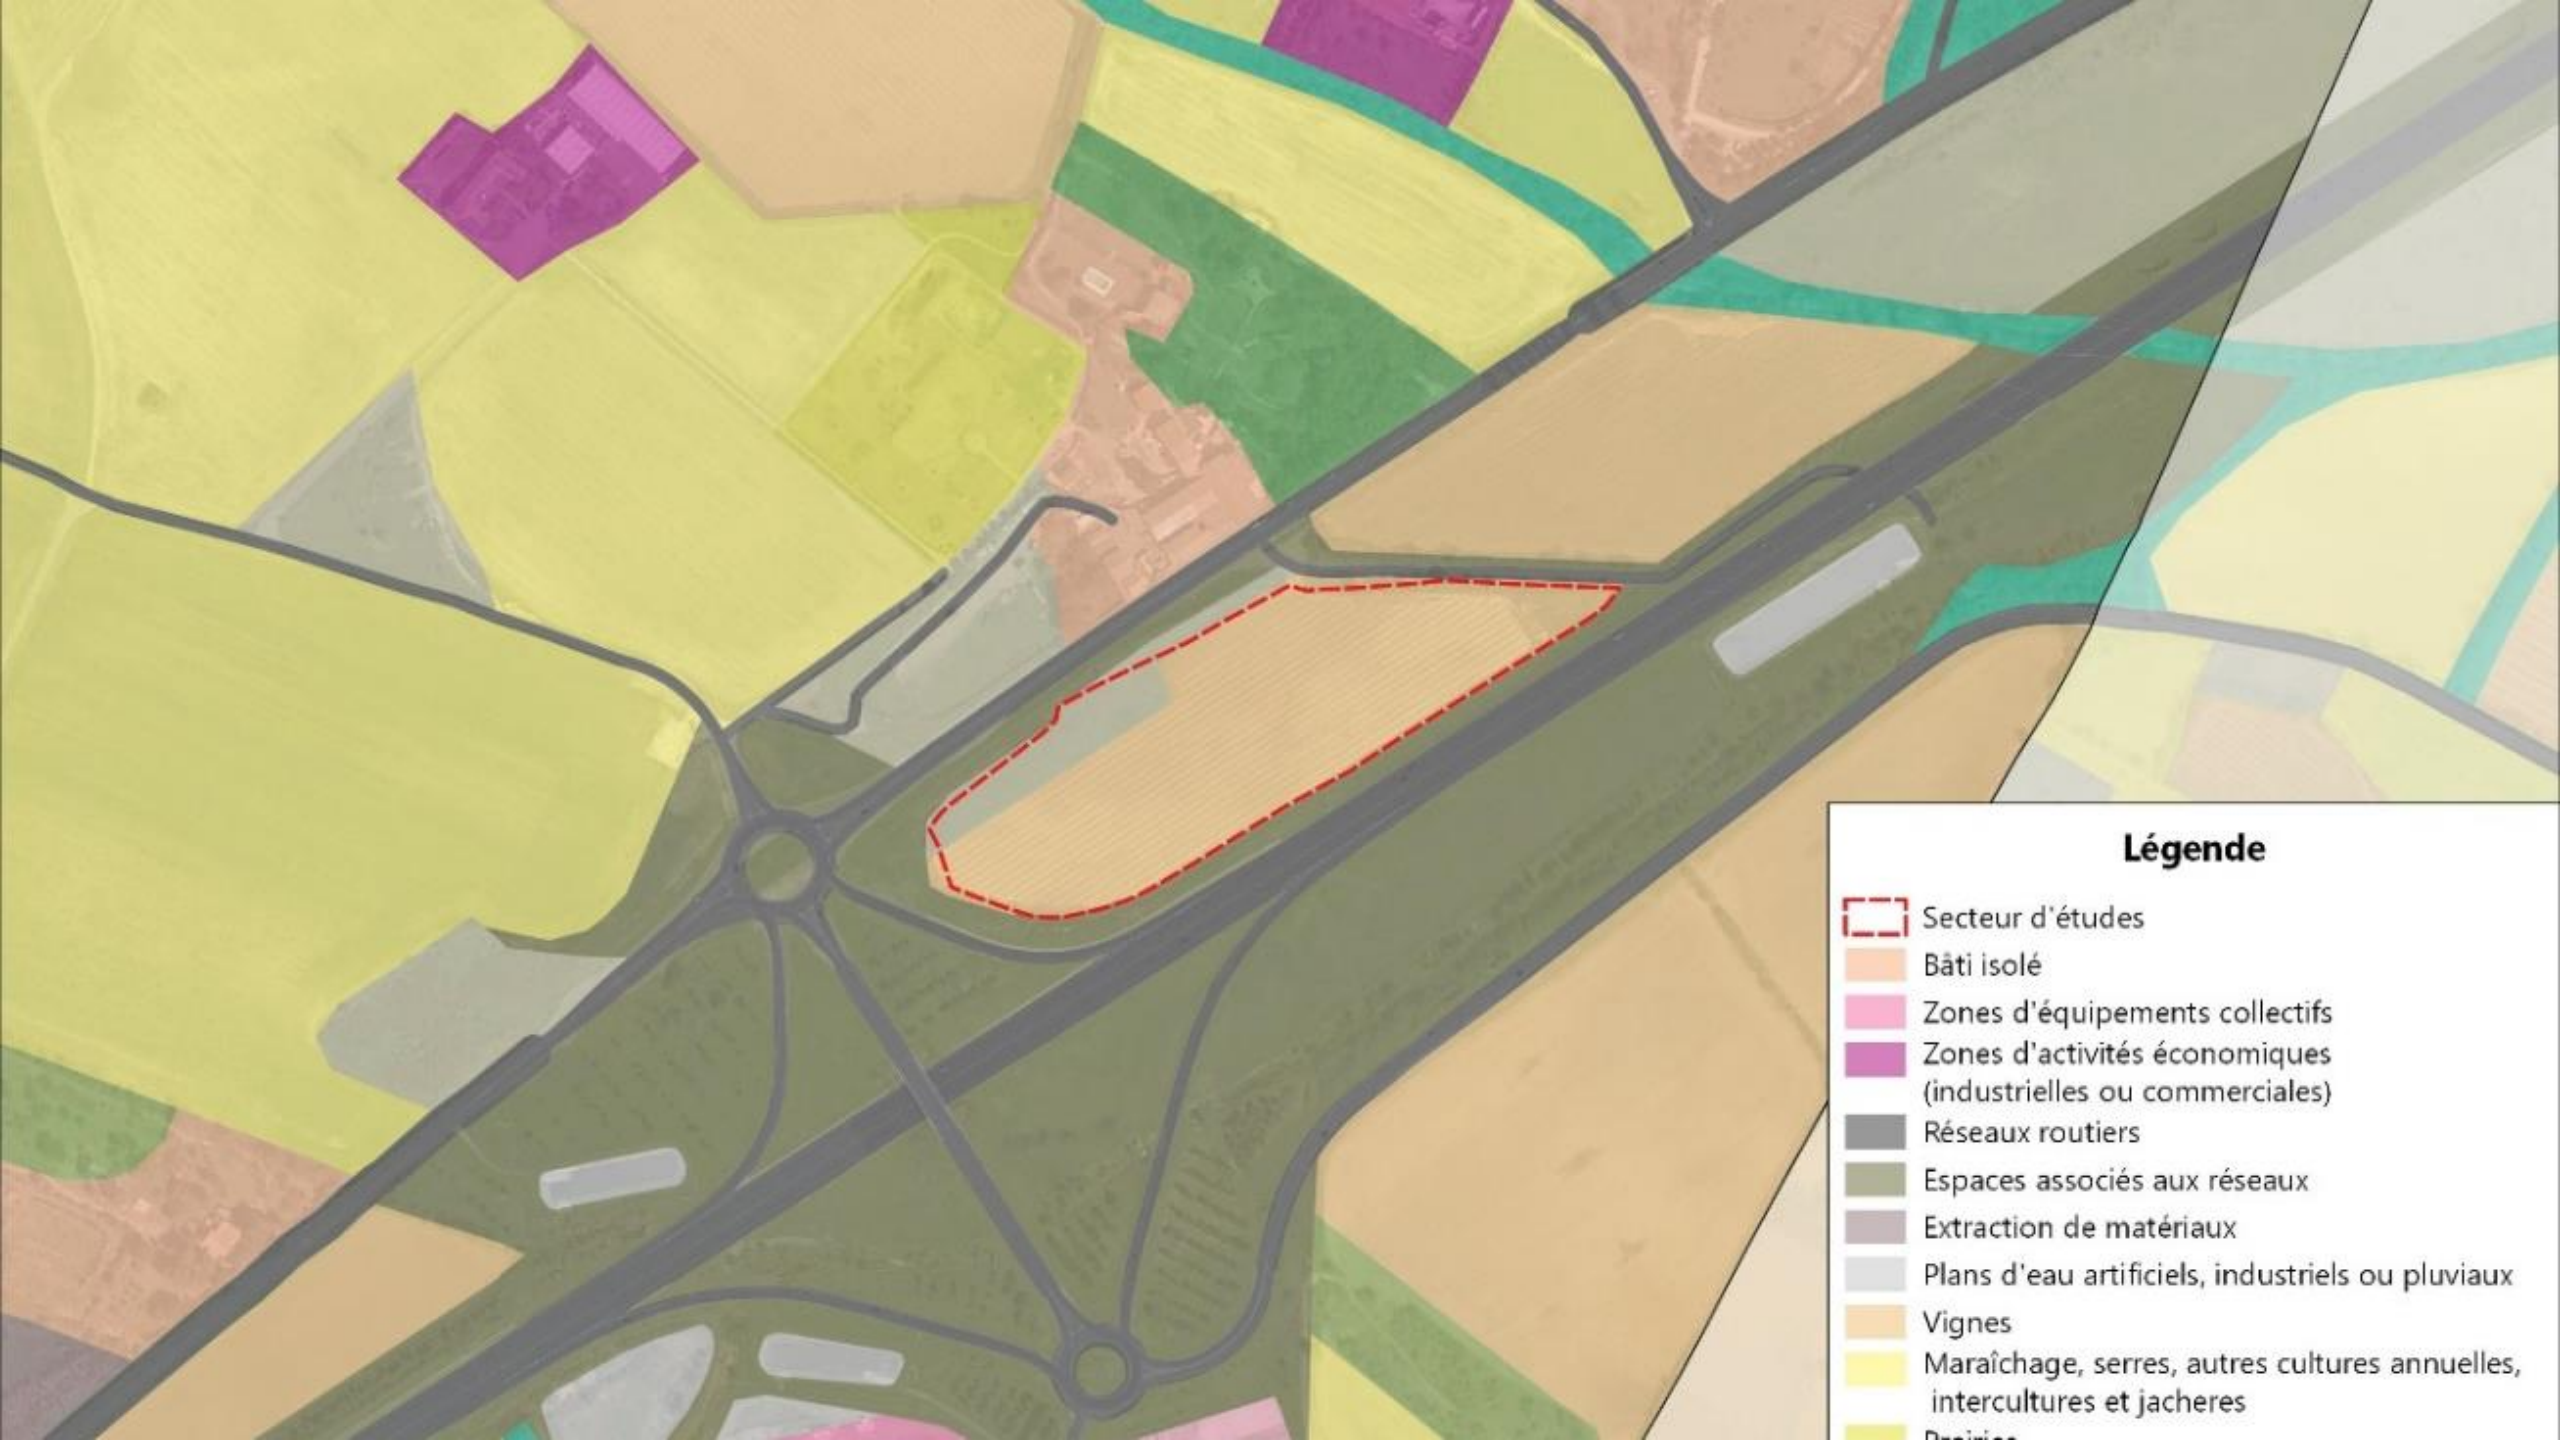 Légende
Secteur d'études
Bâti isolé
Zones d'équipements collectifs
Zones d'activités économiques
(industrielles ou commerciales)
Réseaux routiers
Espaces associés aux réseaux
Extraction de matériaux
Plans d'eau artificiels, industriels ou pluviaux
Vignes
Maraîchage, serres, autres cultures annuelles,
intercultures et jacheres
Prairies